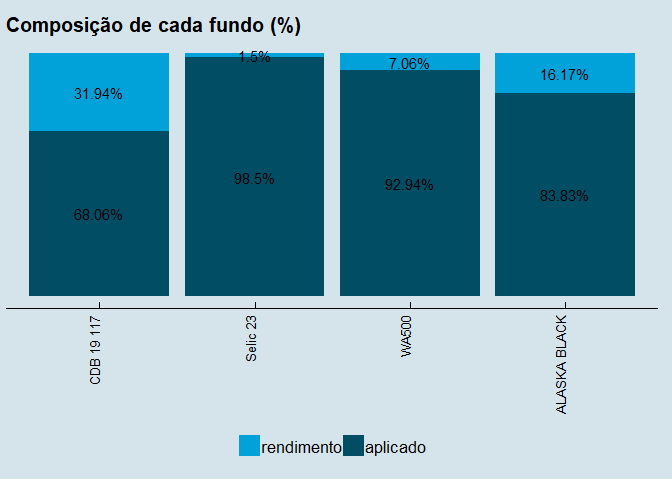 Composição de cada fundo (%)
31.94%
1.5%
7.06%
16.17%
68.06%
98.5%
92.94%
83.83%
CDB 19 117
Selic 23
WA500
ALASKA BLACK
rendimento aplicado